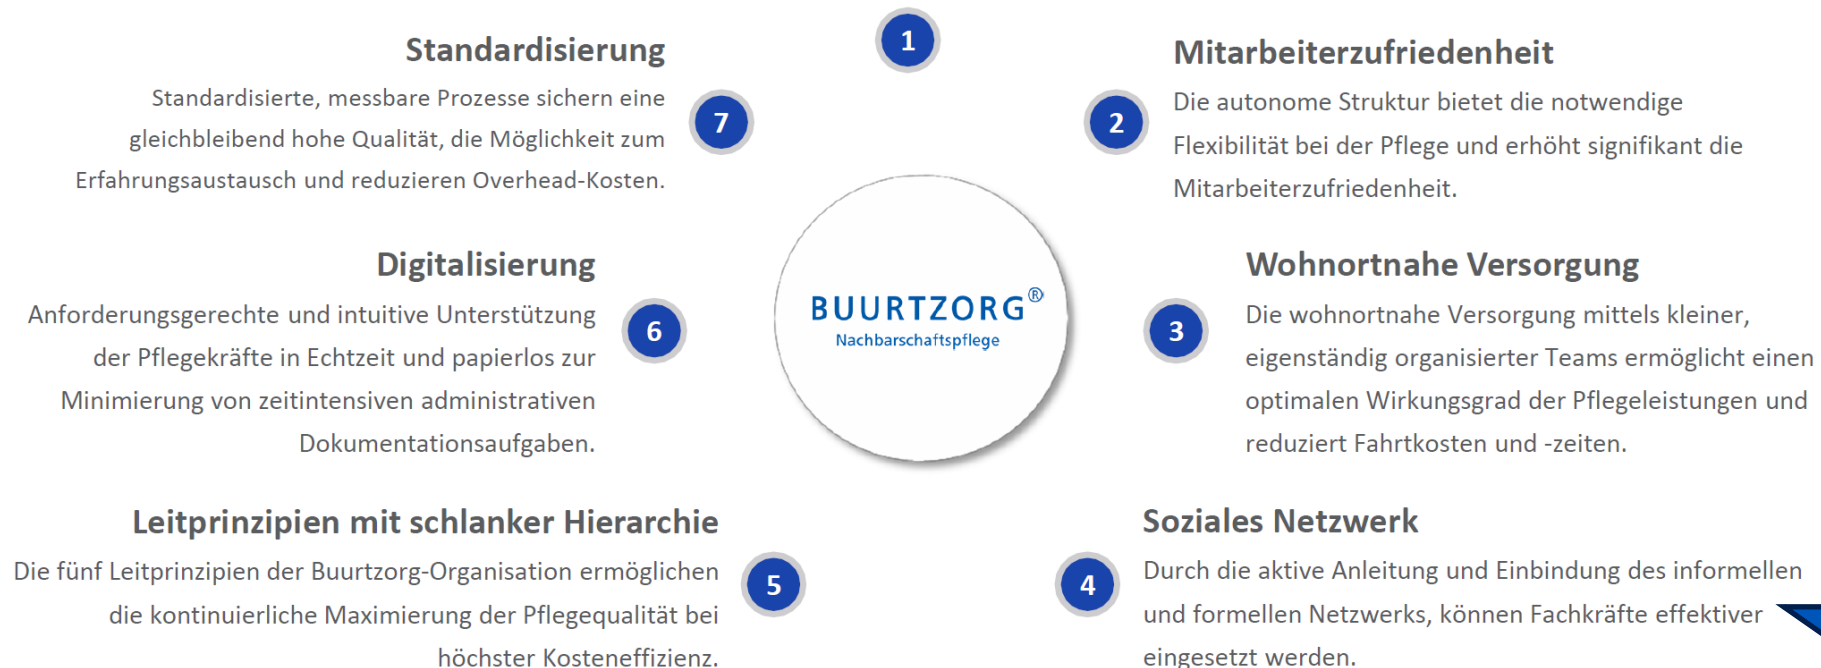 1
Standardisierung
Standardisierte, messbare Prozesse sichern eine
gleichbleibend hohe Qualität, die Möglichkeit zum
Erfahrungsaustausch und reduzieren Overhead-Kosten.
7
2
Mitarbeiterzufriedenheit
Die autonome Struktur bietet die notwendige
Flexibilität bei der Pflege und erhöht signifikant die
Mitarbeiterzufriedenheit.
Digitalisierung
Anforderungsgerechte und intuitive Unterstützung
der Pflegekräfte in Echtzeit und papierlos zur
Minimierung von zeitintensiven administrativen
Dokumentationsaufgaben.
6
BUURTZORG®
Nachbarschaftspflege
3
Wohnortnahe Versorgung
Die wohnortnahe Versorgung mittels kleiner,
eigenständig organisierter Teams ermöglicht einen
optimalen Wirkungsgrad der Pflegeleistungen und
reduziert Fahrtkosten und -zeiten.
Leitprinzipien mit schlanker Hierarchie
Die fünf Leitprinzipien der Buurtzorg-Organisation ermöglichen
die kontinuierliche Maximierung der Pflegequalität bei
höchster Kosteneffizienz.
5
4
Soziales Netzwerk
Durch die aktive Anleitung und Einbindung des informellen
und formellen Netzwerks, können Fachkräfte effektiver
eingesetzt werden.